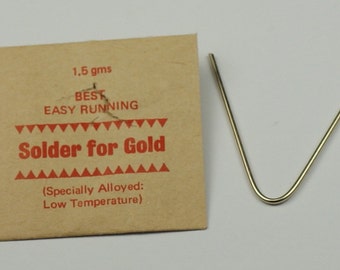 1.5 gms
BEST
EASY RUNNING
Solder for Gold
(Specially Alloyed:
Low Temperature)